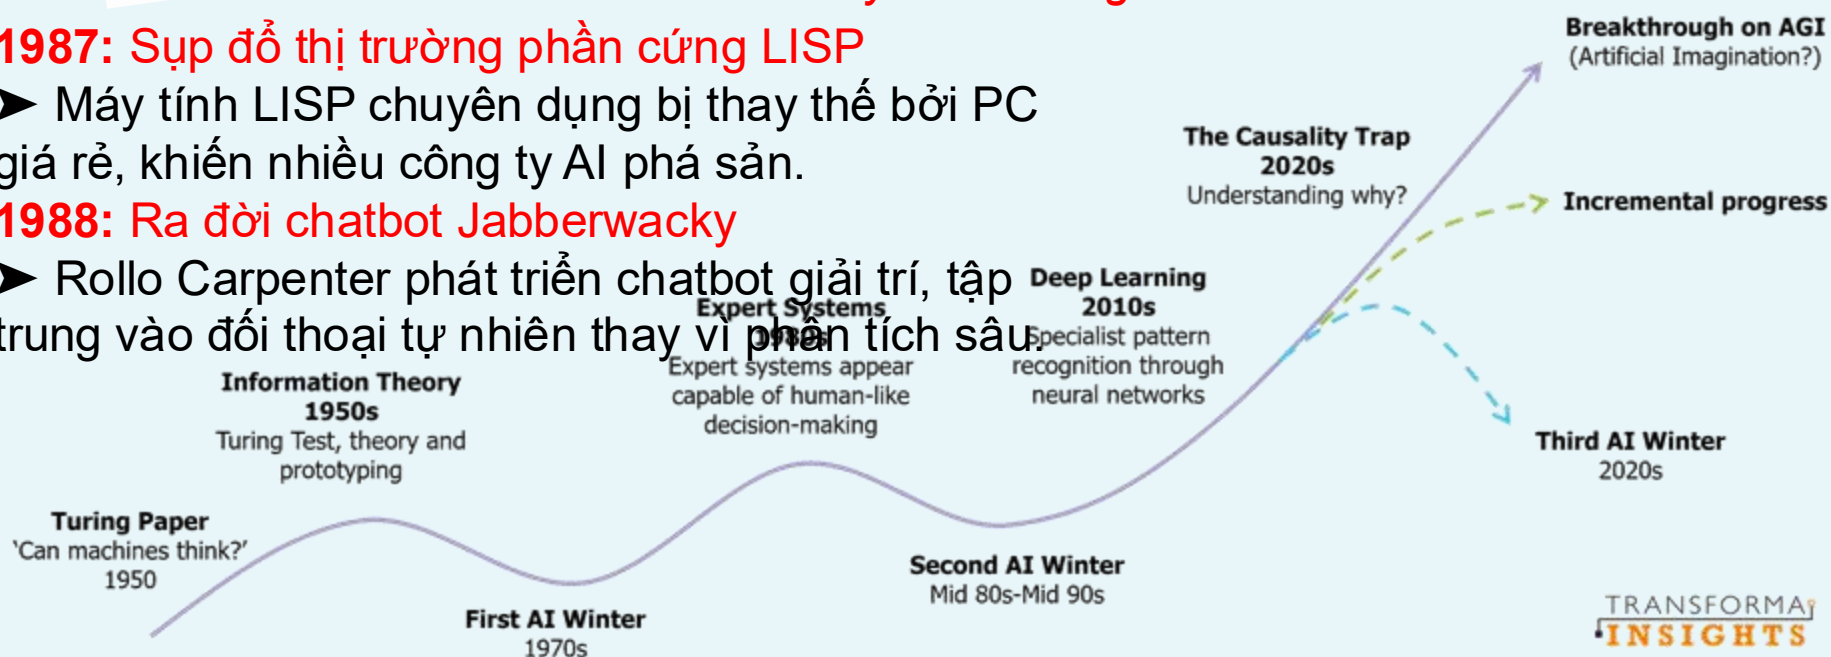 1987: Sụp đổ thị trường phần cứng LISP
➤ Máy tính LISP chuyên dụng bị thay thế bởi PC
giá rẻ, khiến nhiều công ty AI phá sản.
1988: Ra đời chatbot Jabberwacky
➤ Rollo Carpenter phát triển chatbot giải trí, tập
trung vào đối thoại tự nhiên thay vì phân tích sâu.
Turing Paper
'Can machines think?'
1950
Information Theory
1950s
Turing Test, theory and
prototyping
First AI Winter
1970s
Expert Systems
1980s
Expert systems appear
capable of human-like
decision-making
Second AI Winter
Mid 80s-Mid 90s
Deep Learning
2010s
Specialist pattern
recognition through
neural networks
The Causality Trap
2020s
Understanding why?
Breakthrough on AGI
(Artificial Imagination?)
Incremental progress
Third AI Winter
2020s
TRANSFORMA
INSIGHTS